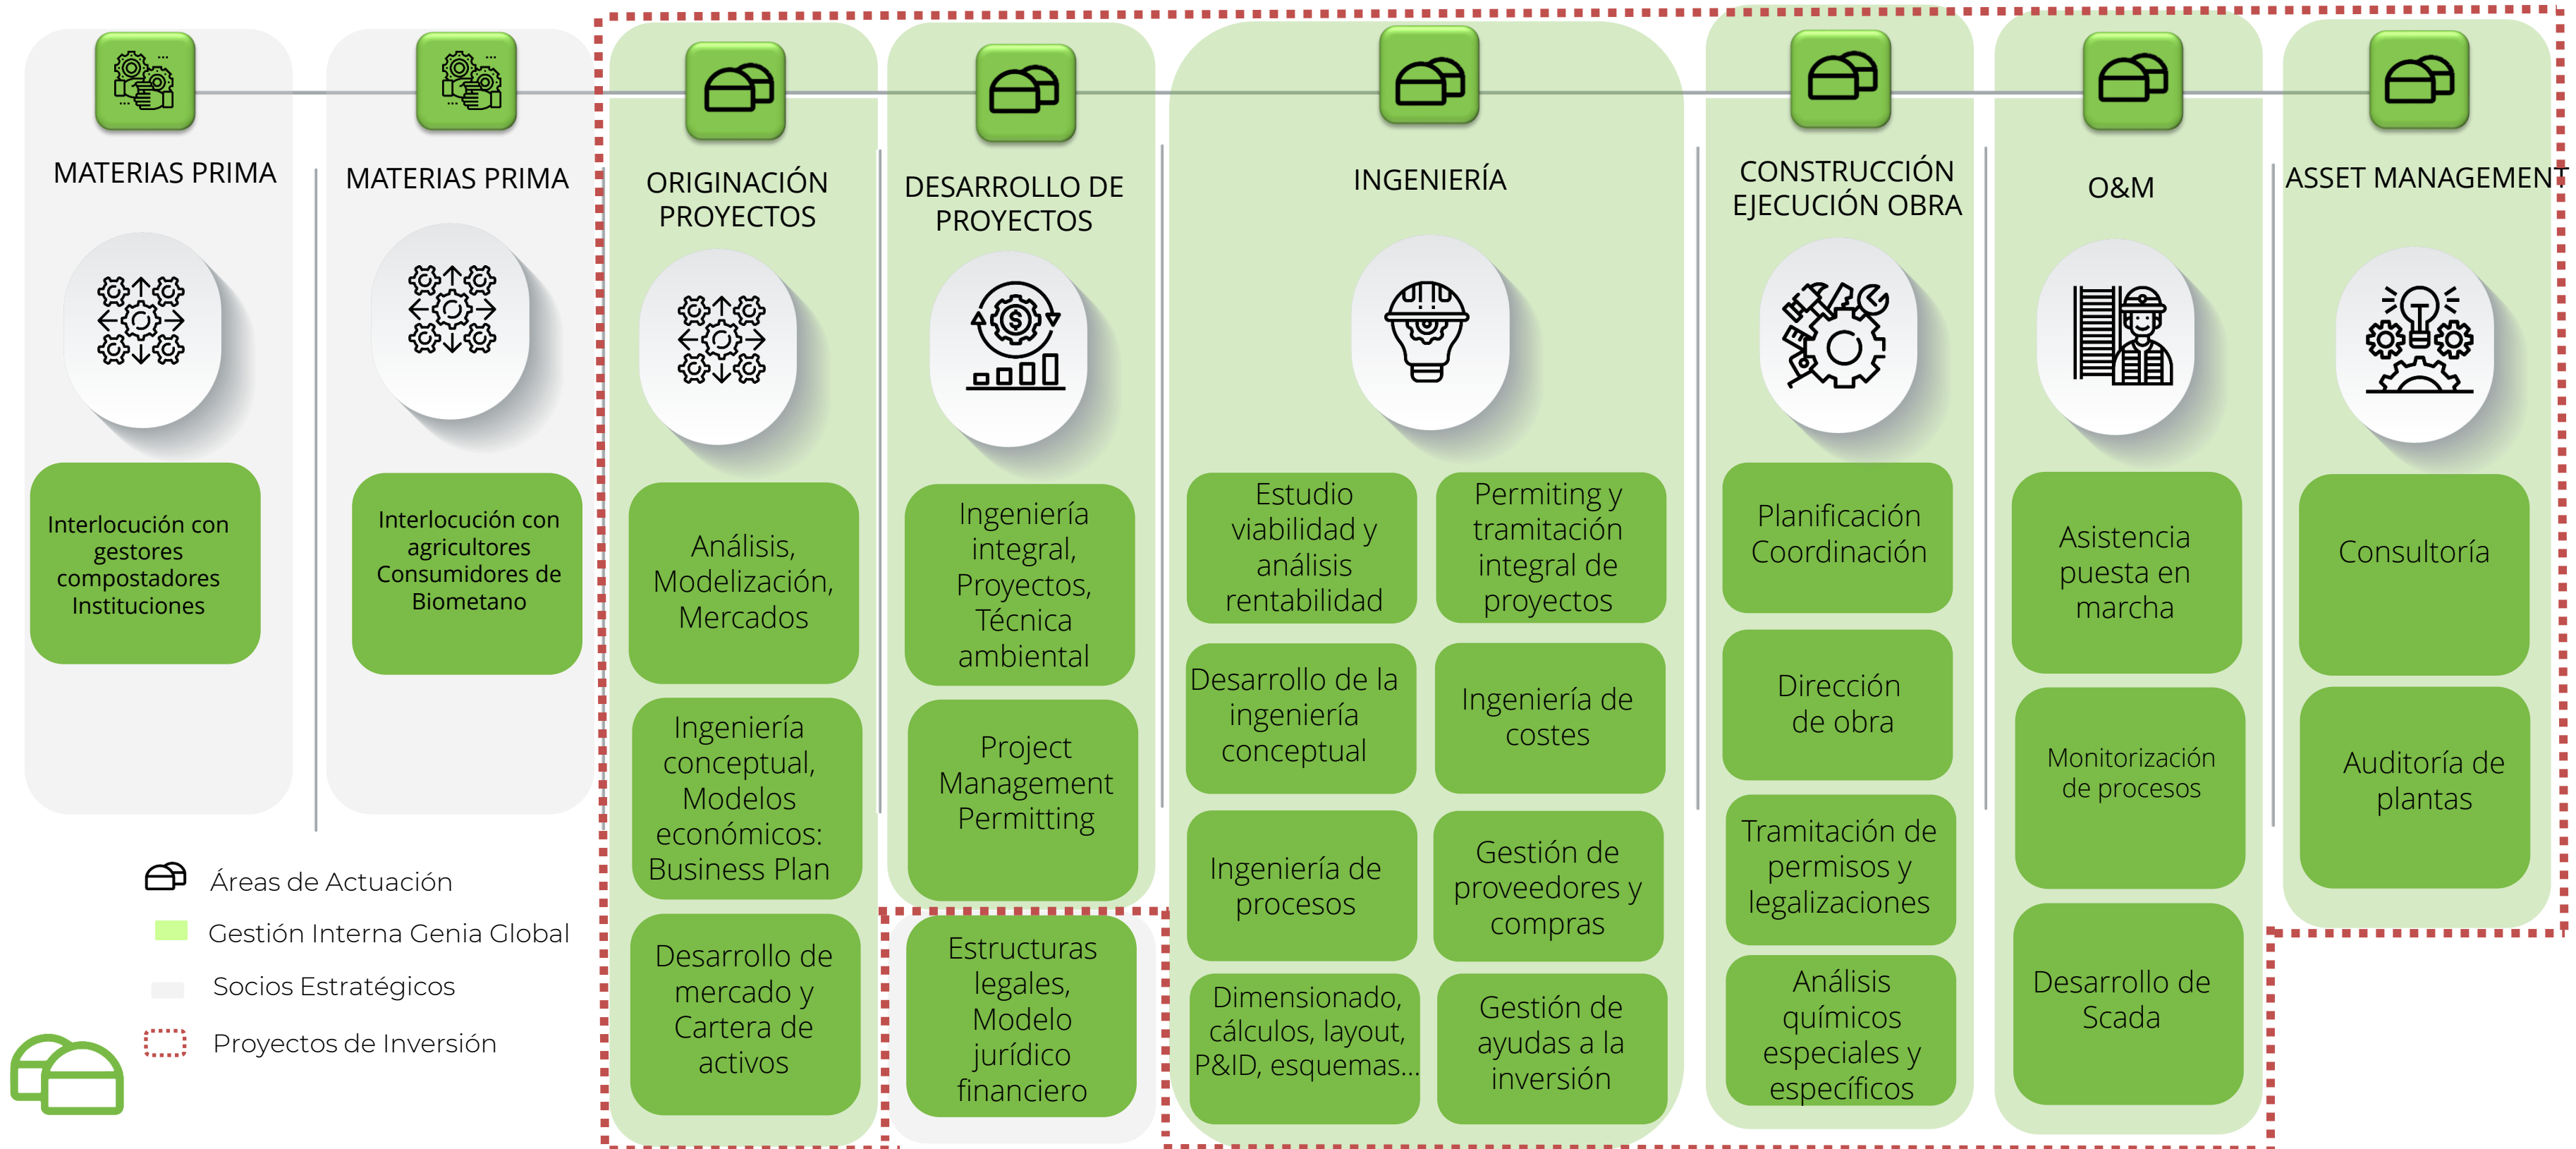 MATERIAS PRIMA
Interlocución con
gestores
compostadores
Instituciones
MATERIAS PRIMA
Interlocución con
agricultores
Consumidores de
Biometano
ORIGINACIÓN
PROYECTOS
Análisis,
Modelización,
Mercados
Ingeniería
conceptual,
Modelos
económicos:
Business Plan
Desarrollo de
mercado y
Cartera de
activos
DESARROLLO DE
PROYECTOS
Ingeniería
integral,
Proyectos,
Técnica
ambiental
Project
Management
Permitting
Estructuras
legales,
Modelo
jurídico
financiero
INGENIERÍA
Estudio
viabilidad y
análisis
rentabilidad
Permiting y
tramitación
integral de
proyectos
Desarrollo de la
ingeniería
conceptual
Ingeniería de
costes
Ingeniería de
procesos
Gestión de
proveedores y
compras
Dimensionado,
cálculos, layout,
P&ID, esquemas...
Gestión de
ayudas a la
inversión
CONSTRUCCIÓN
EJECUCIÓN OBRA
Planificación
Coordinación
Dirección
de obra
Tramitación de
permisos y
legalizaciones
Análisis
químicos
especiales y
específicos
O&M
Asistencia
puesta en
marcha
Monitorización
de procesos
Desarrollo de
Scada
ASSET MANAGEMENT
Consultoría
Auditoría de
plantas
Áreas de Actuación
Gestión Interna Genia Global
Socios Estratégicos
Proyectos de Inversión